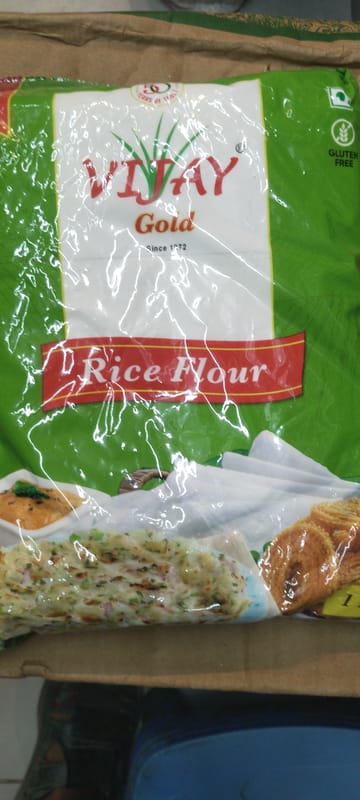 VIJAY
Gold
Since 1972
GLUTEN
FREE
Rice Flour